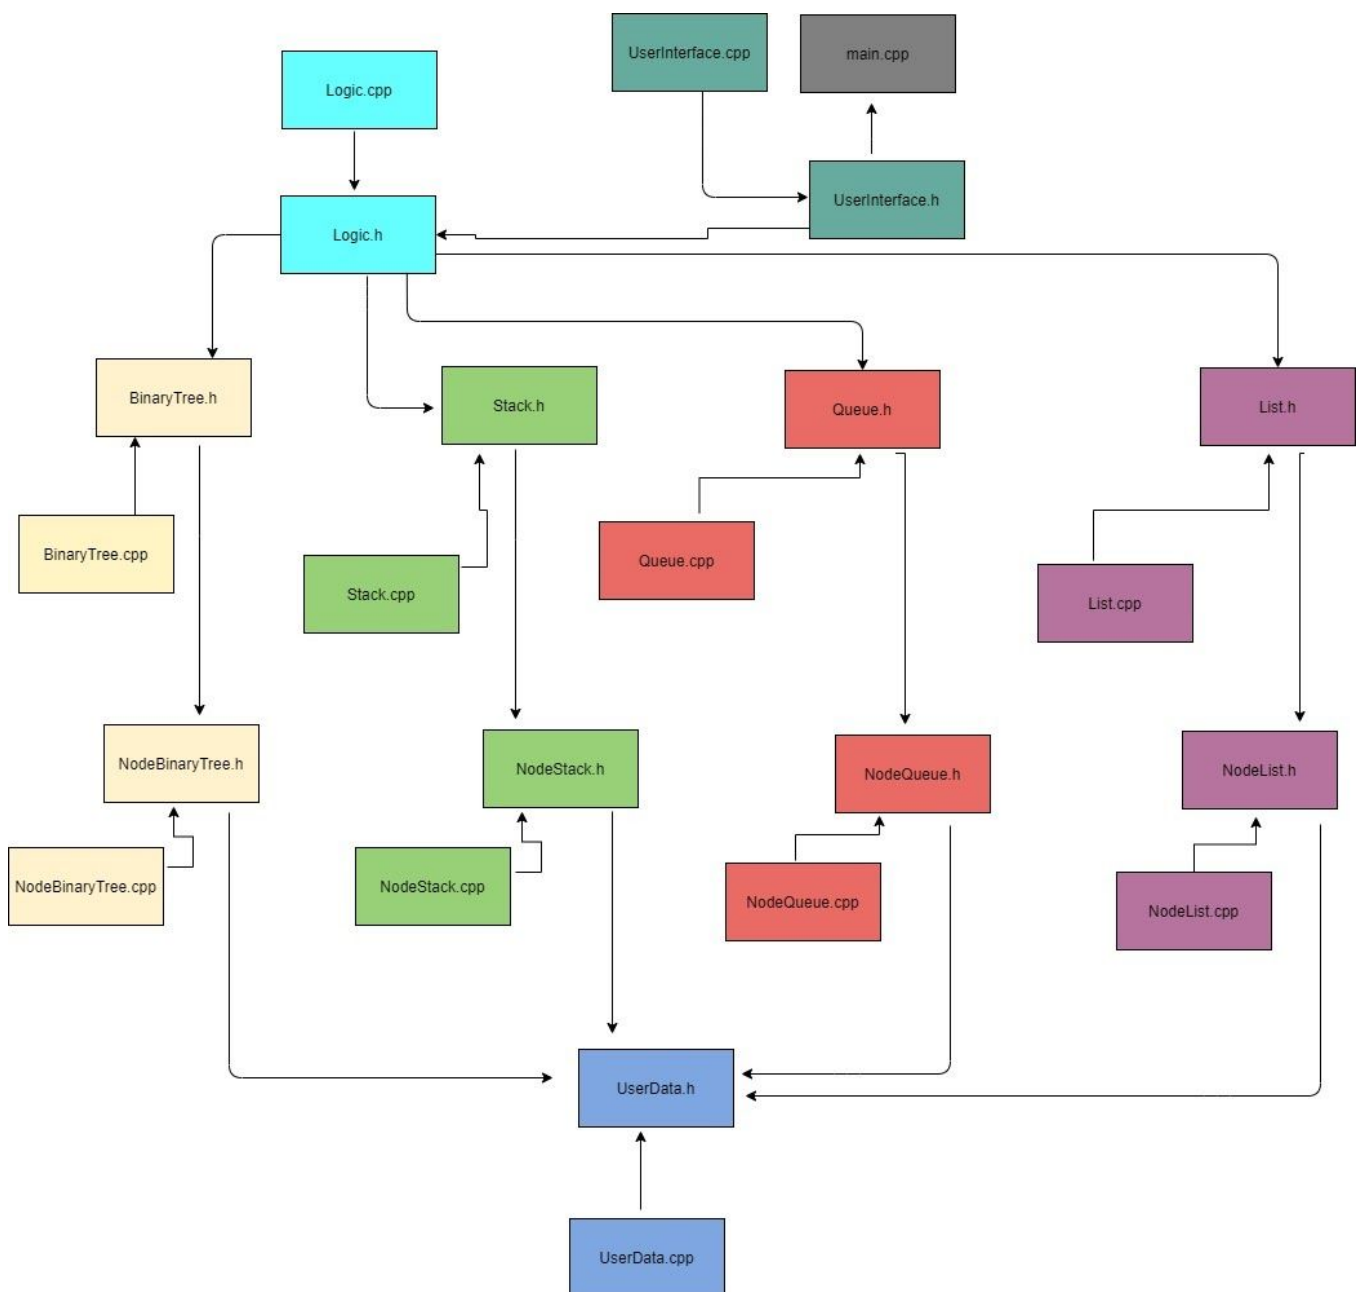 UserInterface.cpp
main.cpp
Logic.cpp
UserInterface.h
Logic.h
BinaryTree.h
Stack.h
Queue.h
List.h
BinaryTree.cpp
Stack.cpp
Queue.cpp
List.cpp
NodeBinaryTree.h
NodeStack.h
NodeQueue.h
NodeList.h
NodeBinaryTree.cpp
NodeStack.cpp
NodeQueue.cpp
NodeList.cpp
UserData.h
UserData.cpp